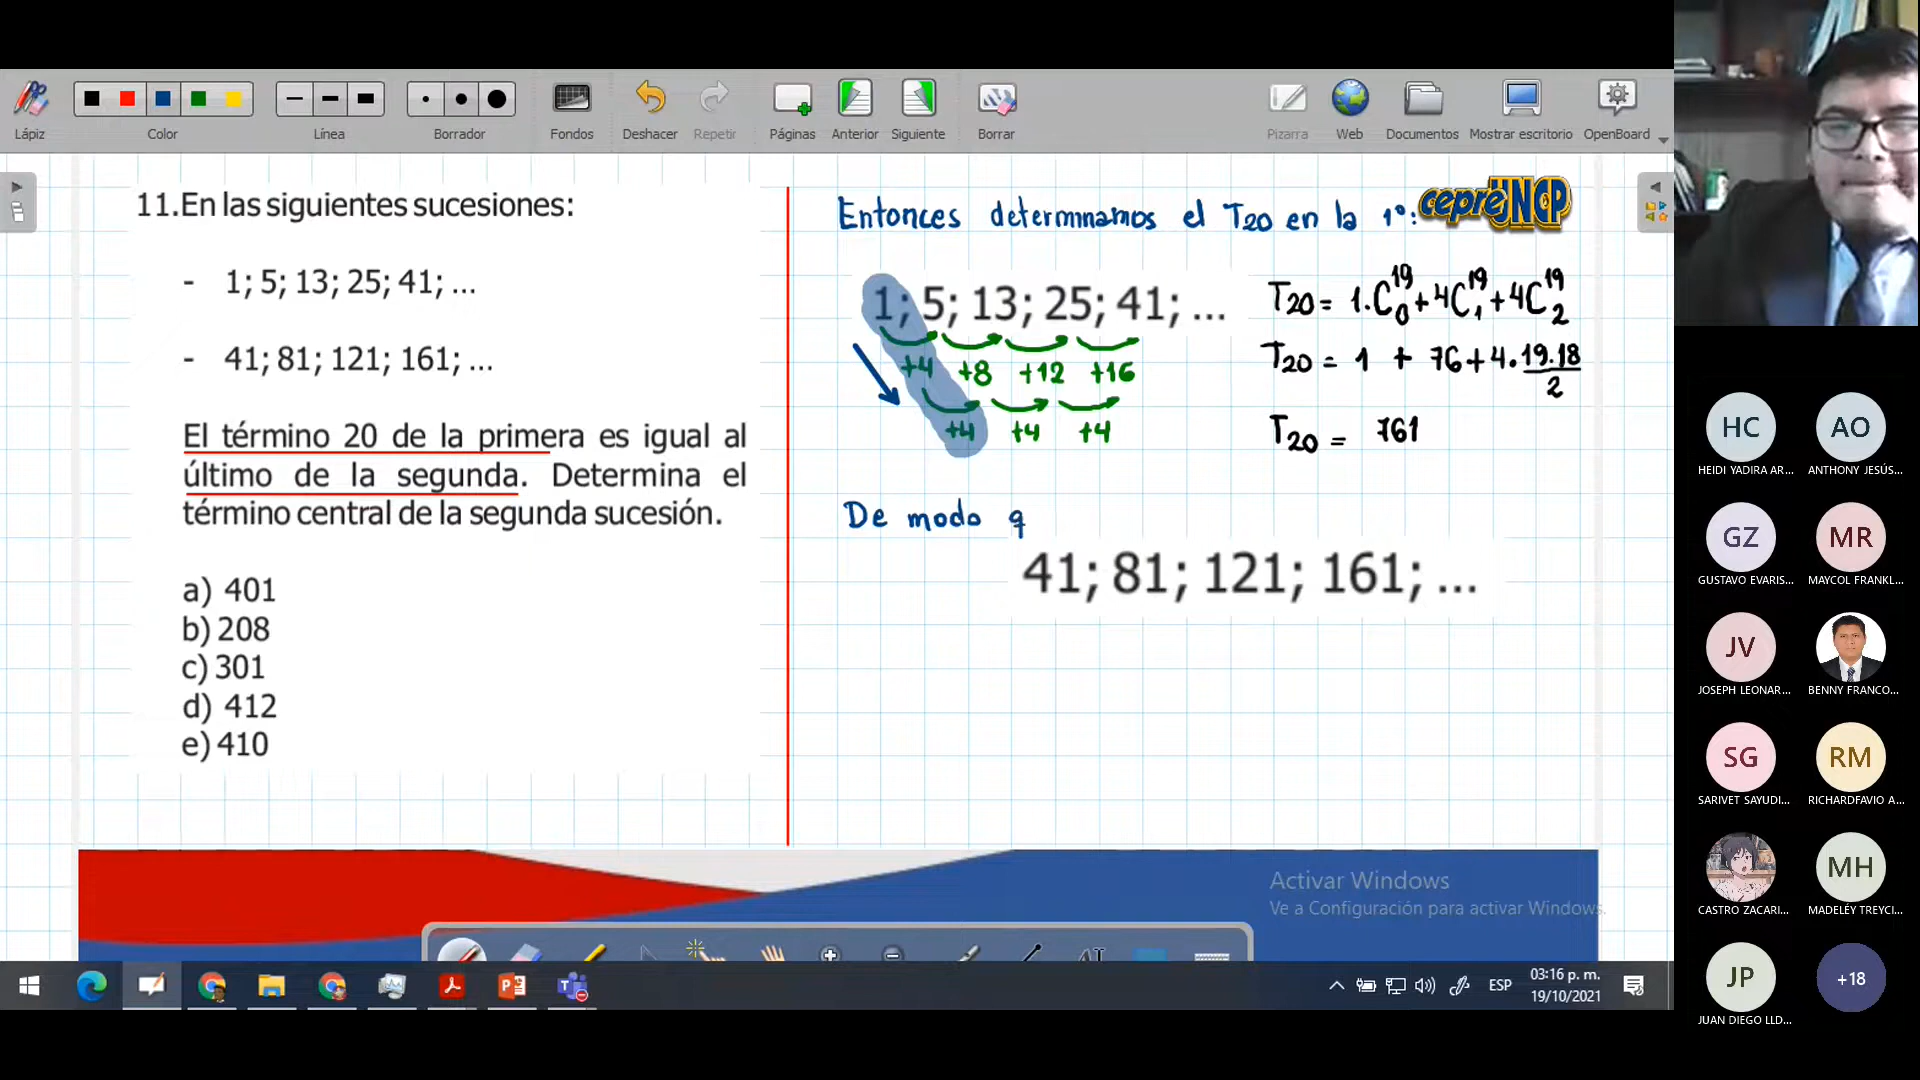 Lápiz
Color
Línea
Borrador
Fondos
Deshacer
Repetir
Páginas
Anterior
Siguiente
Borrar
Pizarra
Web
Documentos
Mostrar escritorio
OpenBoard
11.En las siguientes sucesiones:
- 1; 5; 13; 25; 41; ...
- 41; 81; 121; 161; ...
El término 20 de la primera es igual al
último de la segunda. Determina el
término central de la segunda sucesión.
a) 401
b) 208
c) 301
d) 412
e) 410
Entonces determnamos el T20 en la 1º:
cepreUNCP
1; 5; 13; 25; 41; ...
+4 +8 +12 +16
+4 +4 +4
T20 = 1.C 19 0 + 4C 19 1 + 4C 19 2
T20 = 1 + 76 + 4. 19.18
2
T20 = 761
De modo q
41; 81; 121; 161; ...
Activar Windows
Ve a Configuración para activar Windows.
ESP
03:16 p. m.
19/10/2021
HC
HEIDI YADIRA AR...
AO
ANTHONY JESÚS...
GZ
GUSTAVO EVARIS...
MR
MAYCOL FRANKL...
JV
JOSEPH LEONAR...
BENNY FRANCO...
SG
SARIVET SAYUDI...
RM
RICHARDFAVIO A...
CASTRO ZACARI...
MH
MADELÉY TREYCI...
JP
JUAN DIEGO LLD...
+18